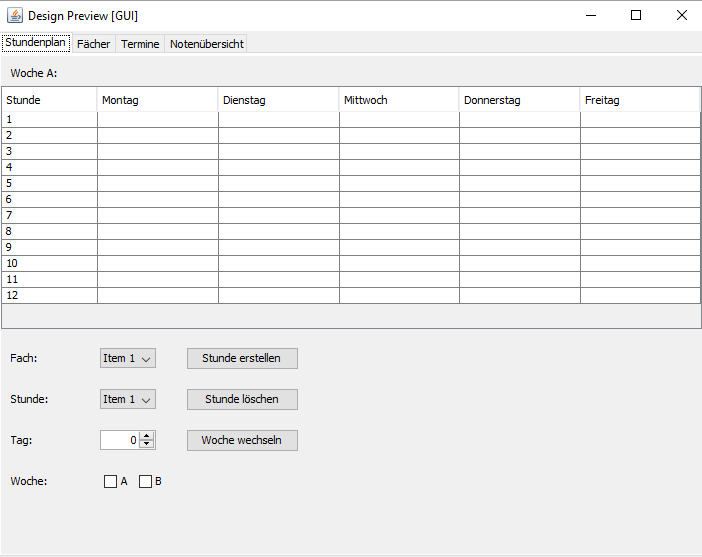 Design Preview [GUI]
Stundenplan Fächer Termine Notenübersicht
Woche A:
Stunde Montag Dienstag Mittwoch Donnerstag Freitag
1
2
3
4
5
6
7
8
9
10
11
12
Fach: Item 1 Stunde erstellen
Stunde: Item 1 Stunde löschen
Tag: 0 Woche wechseln
Woche: A B